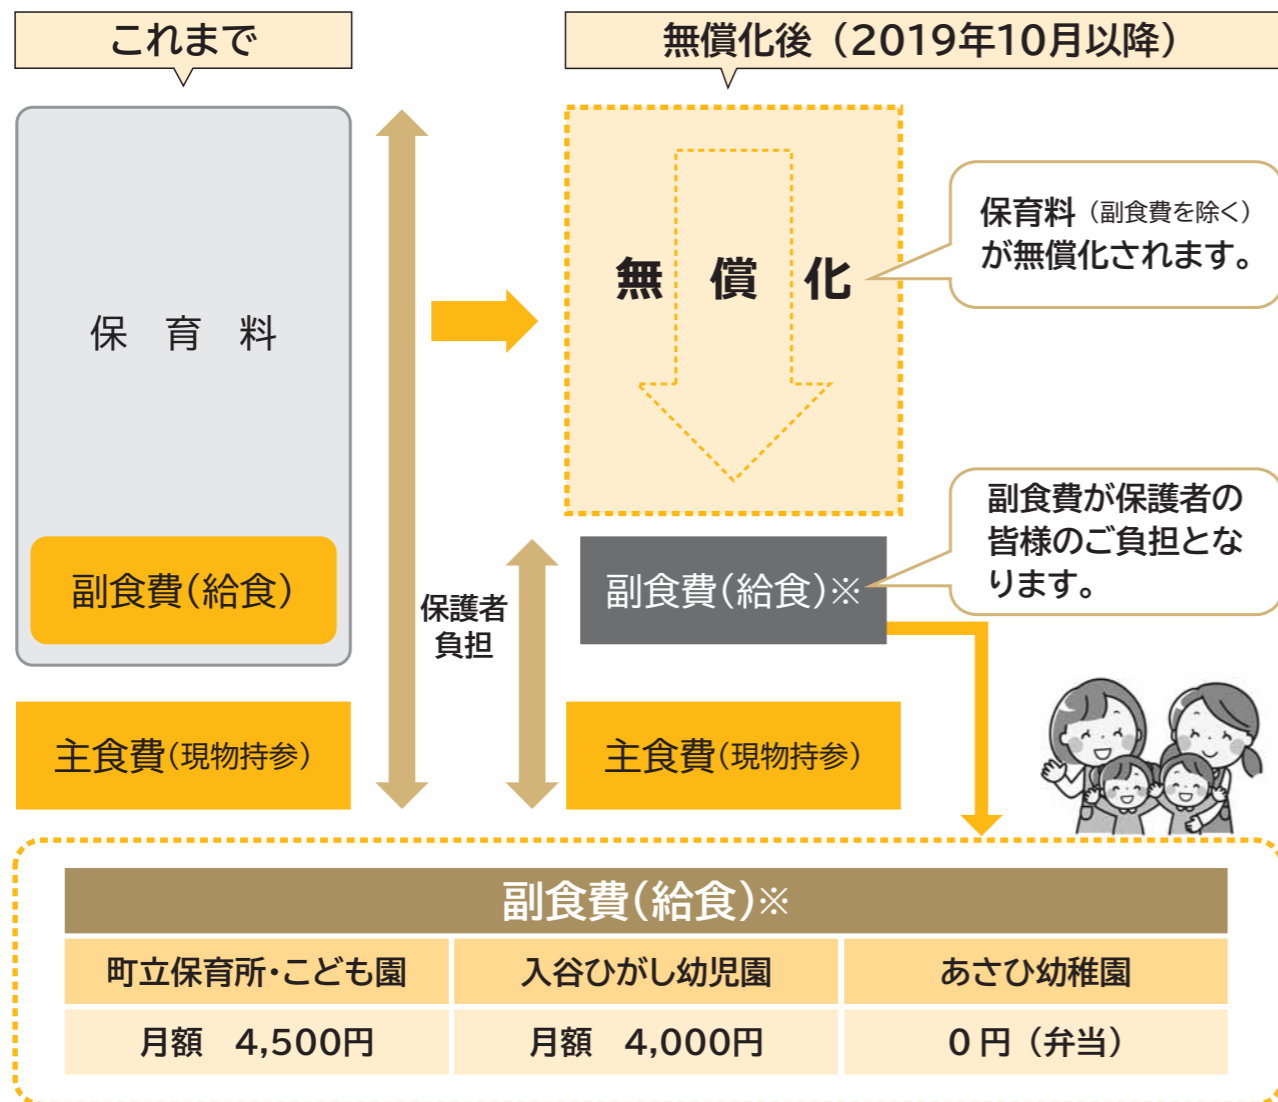 これまで
無償化後（2019年10月以降）
保育料
副食費（給食）
主食費（現物持参）
保護者
負担
無償化
保育料（副食費を除く）
が無償化されます。
副食費（給食）※
副食費が保護者の
皆様のご負担とな
ります。
主食費（現物持参）
副食費（給食）※
町立保育所・こども園 入谷ひがし幼児園 あさひ幼稚園
月額 4,500円 月額 4,000円 0円（弁当）